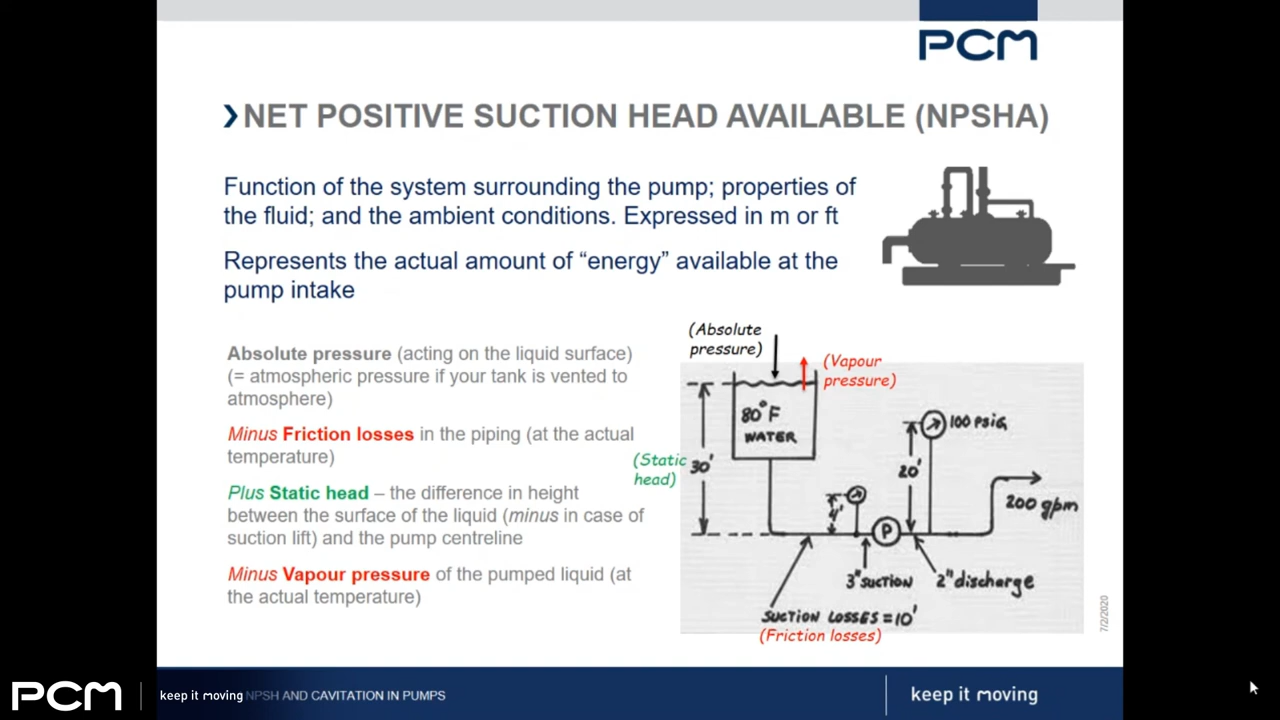 PCM
NET POSITIVE SUCTION HEAD AVAILABLE (NPSHA)
Function of the system surrounding the pump; properties of
the fluid; and the ambient conditions. Expressed in m or ft
Represents the actual amount of “energy” available at the
pump intake
Absolute pressure (acting on the liquid surface)
(= atmospheric pressure if your tank is vented to
atmosphere)
Minus Friction losses in the piping (at the actual
temperature)
Plus Static head – the difference in height
between the surface of the liquid (minus in case of
suction lift) and the pump centreline
Minus Vapour pressure of the pumped liquid (at
the actual temperature)
(Absolute
pressure)
(Vapour
pressure)
80°F
WATER
100 psig
(Static
head)
30'
20'
4'
200 gpm
P
3" SUCTION
2" discharge
SUCTION LOSSES = 10'
(Friction losses)
7/2/2020
PCM
keep it moving
NPSH AND CAVITATION IN PUMPS
keep it moving